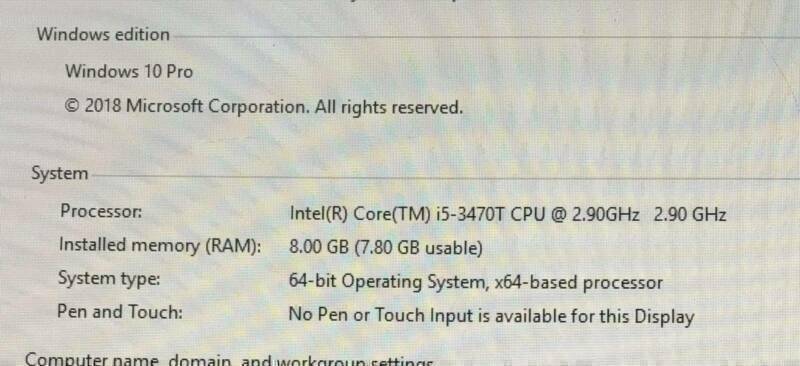 Windows edition
Windows 10 Pro
© 2018 Microsoft Corporation. All rights reserved.
System
Processor: Intel(R) Core(TM) i5-3470T CPU @ 2.90GHz 2.90 GHz
Installed memory (RAM): 8.00 GB (7.80 GB usable)
System type: 64-bit Operating System, x64-based processor
Pen and Touch: No Pen or Touch Input is available for this Display
Computer name, domain, and workgroup settings